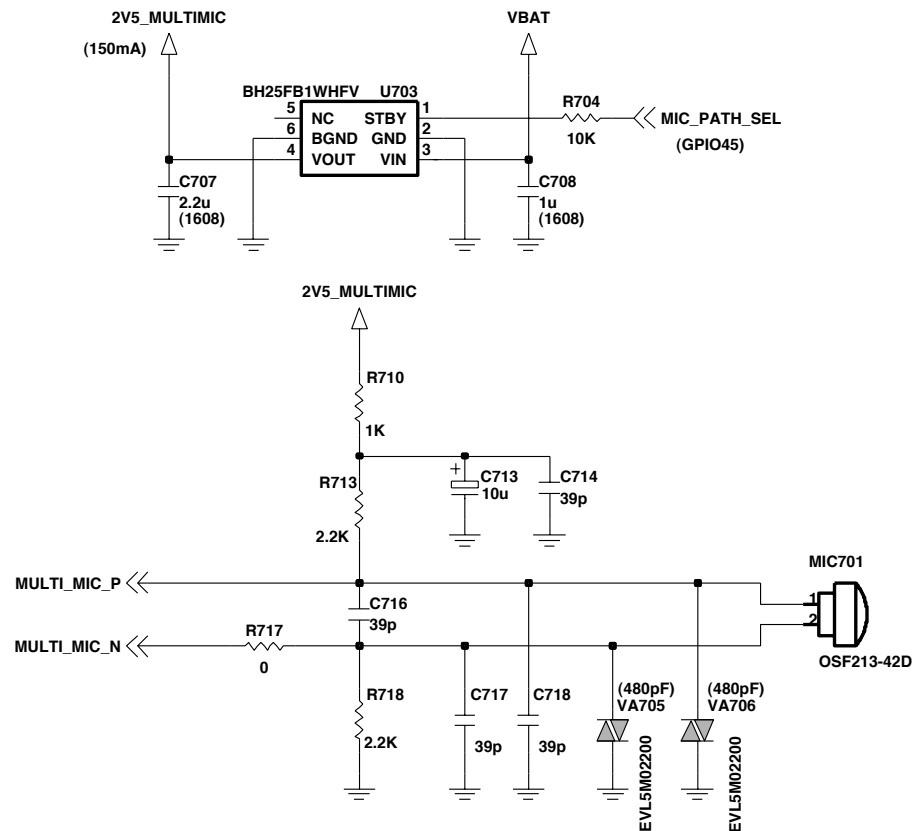 2V5_MULTIMIC
(150mA)
VBAT
BH25FB1WHFV U703
5 NC STBY 1
6 BGND GND 2
4 VOUT VIN 3
R704
10K
MIC_PATH_SEL
(GPIO45)
C707
2.2u
(1608)
C708
1u
(1608)
2V5_MULTIMIC
R710
1K
R713
2.2K
+
C713
10u
C714
39p
MULTI_MIC_P
C716
39p
MULTI_MIC_N
R717
0
R718
2.2K
C717
39p
C718
39p
(480pF)
VA705
EVL5M02200
(480pF)
VA706
EVL5M02200
MIC701
1
2
OSF213-42D